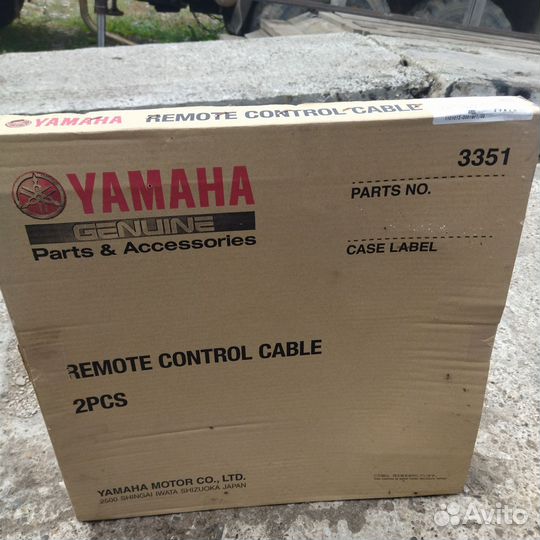 YAMAHA REMOTE CONTROL CABLE
3351
YAMAHA
PARTS NO.
GENUINE
Parts & Accessories
CASE LABEL
REMOTE CONTROL CABLE
2PCS
YAMAHA MOTOR CO., LTD.
2500 SHINGAI IWATA SHIZUOKA JAPAN
Avito